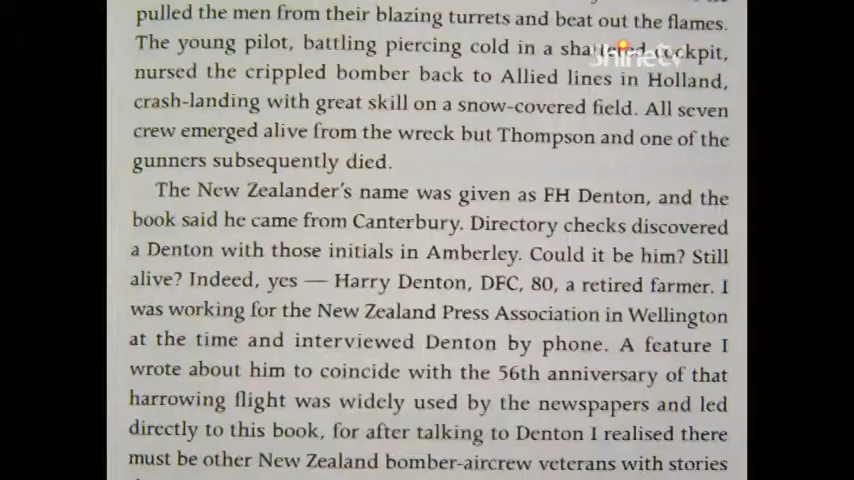 pulled the men from their blazing turrets and beat out the flames.
The young pilot, battling piercing cold in a shattered cockpit,
shinetv
nursed the crippled bomber back to Allied lines in Holland,
crash-landing with great skill on a snow-covered field. All seven
crew emerged alive from the wreck but Thompson and one of the
gunners subsequently died.
The New Zealander's name was given as FH Denton, and the
book said he came from Canterbury. Directory checks discovered
a Denton with those initials in Amberley. Could it be him? Still
alive? Indeed, yes — Harry Denton, DFC, 80, a retired farmer. I
was working for the New Zealand Press Association in Wellington
at the time and interviewed Denton by phone. A feature I
wrote about him to coincide with the 56th anniversary of that
harrowing flight was widely used by the newspapers and led
directly to this book, for after talking to Denton I realised there
must be other New Zealand bomber-aircrew veterans with stories